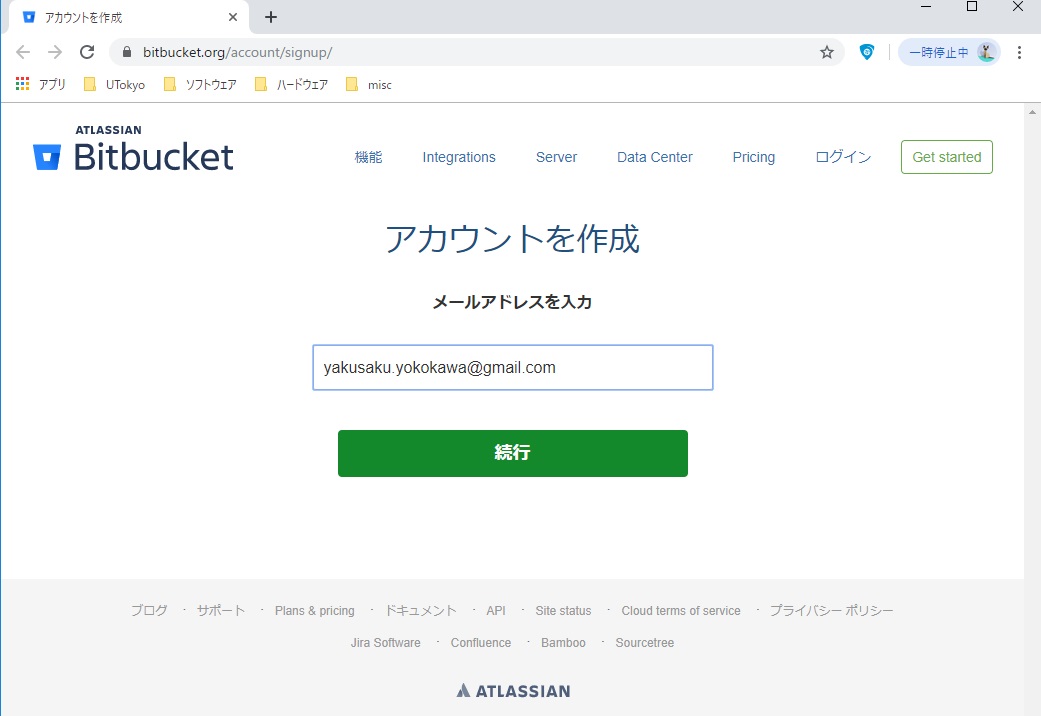 アカウントを作成
bitbucket.org/account/signup/
一時停止中
アプリ UTokyo ソフトウェア ハードウェア misc
ATLASSIAN
Bitbucket
機能 Integrations Server Data Center Pricing ログイン Get started
アカウントを作成
メールアドレスを入力
yakusaku.yokokawa@gmail.com
続行
ブログ · サポート · Plans & pricing · ドキュメント · API · Site status · Cloud terms of service · プライバシー ポリシー
Jira Software · Confluence · Bamboo · Sourcetree
ATLASSIAN